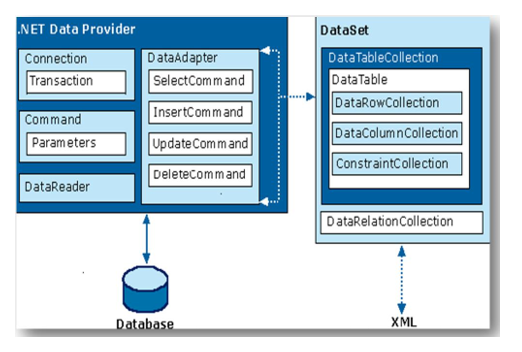 .NET Data Provider
Connection
Transaction
Command
Parameters
DataReader
DataAdapter
SelectCommand
InsertCommand
UpdateCommand
DeleteCommand
Database
DataSet
DataTableCollection
DataTable
DataRowCollection
DataColumnCollection
ConstraintCollection
DataRelationCollection
XML